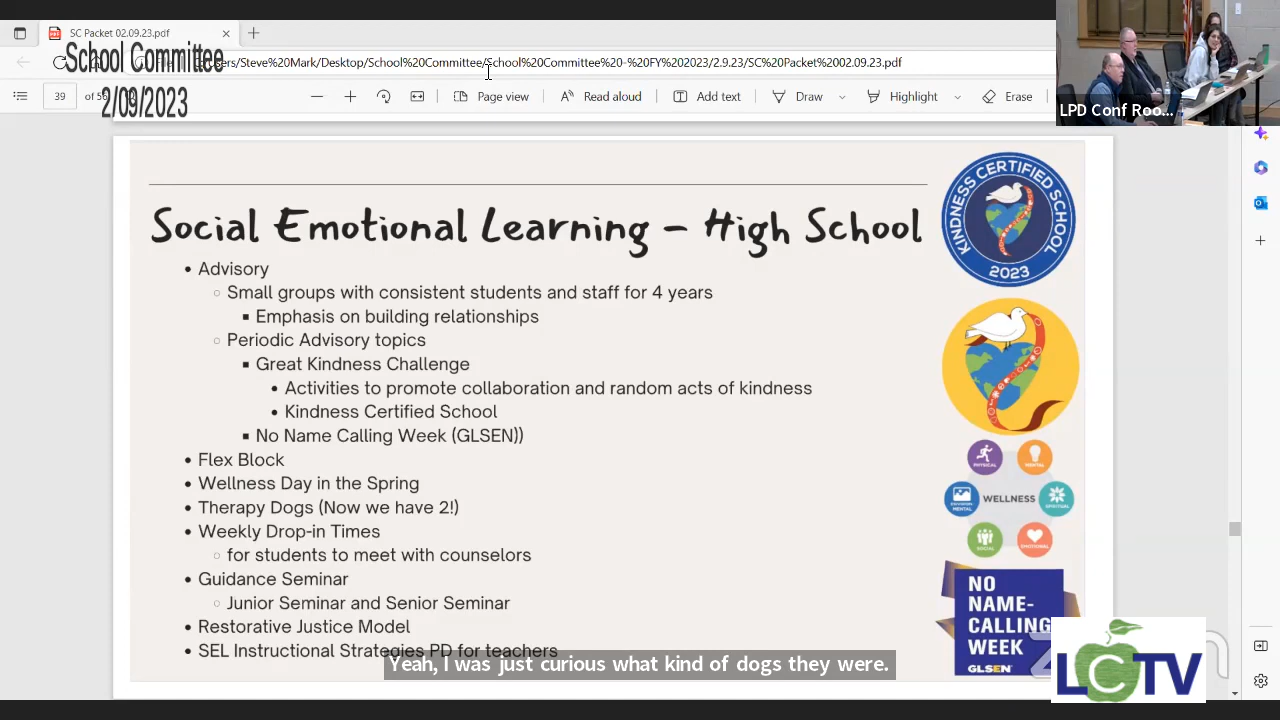 SC Packet 02.09.23.pdf
School Committee
2/09/2023
ers/Steve%20Mark/Desktop/School%20Committee/School%20Committee%20-%20FY%202023/2.9.23/SC%20Packet%2002.09.23.pdf
39
Page view
Read aloud
Add text
Draw
Highlight
Erase
LPD Conf Roo...
Social Emotional Learning - High School
• Advisory
○ Small groups with consistent students and staff for 4 years
▪ Emphasis on building relationships
○ Periodic Advisory topics
▪ Great Kindness Challenge
• Activities to promote collaboration and random acts of kindness
• Kindness Certified School
▪ No Name Calling Week (GLSEN))
• Flex Block
• Wellness Day in the Spring
• Therapy Dogs (Now we have 2!)
• Weekly Drop-in Times
○ for students to meet with counselors
• Guidance Seminar
○ Junior Seminar and Senior Seminar
• Restorative Justice Model
• SEL Instructional Strategies PD for teachers
KINDNESS CERTIFIED SCHOOL
2023
PHYSICAL
MENTAL
WELLNESS
SPIRITUAL
SOCIAL
EMOTIONAL
NO
NAME-
CALLING
WEEK
GLSEN
Yeah, I was just curious what kind of dogs they were.
LCTV